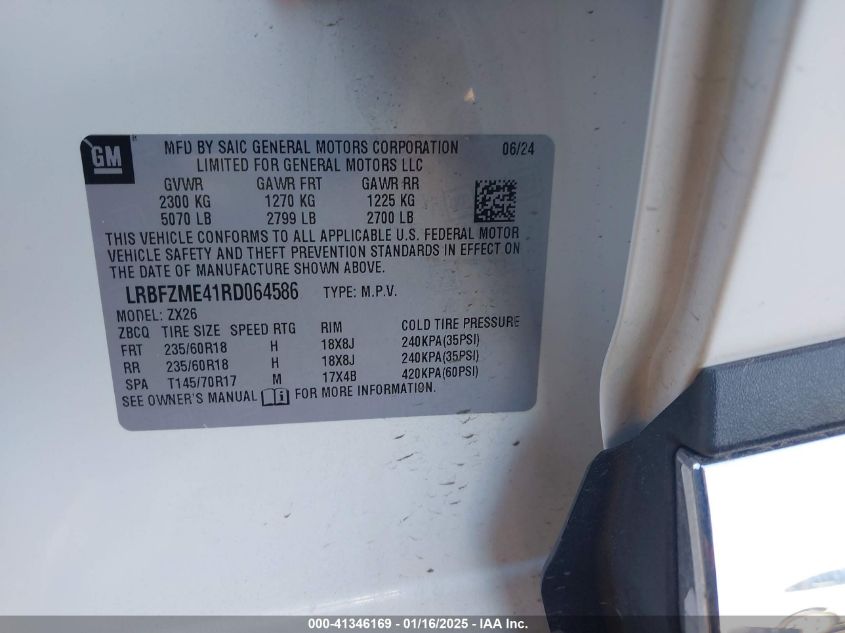 GM
MFD BY SAIC GENERAL MOTORS CORPORATION 06/24
LIMITED FOR GENERAL MOTORS LLC
GVWR GAWR FRT GAWR RR
2300 KG 1270 KG 1225 KG
5070 LB 2799 LB 2700 LB
THIS VEHICLE CONFORMS TO ALL APPLICABLE U.S. FEDERAL MOTOR
VEHICLE SAFETY AND THEFT PREVENTION STANDARDS IN EFFECT ON
THE DATE OF MANUFACTURE SHOWN ABOVE.
LRBFZME41RD064586 TYPE: M.P.V.
MODEL: ZX26
ZBCQ TIRE SIZE SPEED RTG RIM COLD TIRE PRESSURE
FRT 235/60R18 H 18X8J 240KPA(35PSI)
RR 235/60R18 H 18X8J 240KPA(35PSI)
SPA T145/70R17 M 17X4B 420KPA(60PSI)
SEE OWNER'S MANUAL FOR MORE INFORMATION.
000-41346169 - 01/16/2025 - IAA Inc.